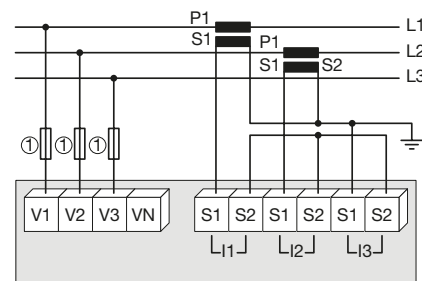 P1 L1
S1 P1 L2
S1 S2
L3
① ① ①
V1 V2 V3 VN S1 S2 S1 S2 S1 S2
I1 I2 I3